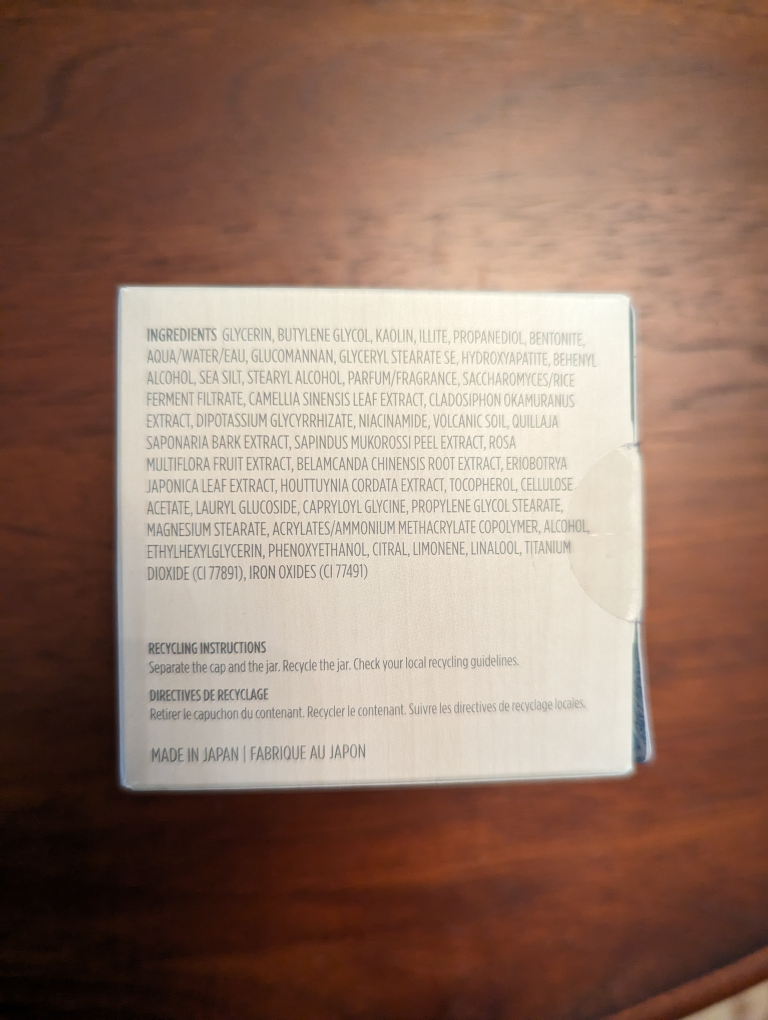 INGREDIENTS GLYCERIN, BUTYLENE GLYCOL, KAOLIN, ILLITE, PROPANEDIOL, BENTONITE,
AQUA/WATER/EAU, GLUCOMANNAN, GLYCERYL STEARATE SE, HYDROXYAPATITE, BEHENYL
ALCOHOL, SEA SILT, STEARYL ALCOHOL, PARFUM/FRAGRANCE, SACCHAROMYCES/RICE
FERMENT FILTRATE, CAMELLIA SINENSIS LEAF EXTRACT, CLADOSIPHON OKAMURANUS
EXTRACT, DIPOTASSIUM GLYCYRRHIZATE, NIACINAMIDE, VOLCANIC SOIL, QUILLAJA
SAPONARIA BARK EXTRACT, SAPINDUS MUKOROSSI PEEL EXTRACT, ROSA
MULTIFLORA FRUIT EXTRACT, BELAMCANDA CHINENSIS ROOT EXTRACT, ERIOBOTRYA
JAPONICA LEAF EXTRACT, HOUTTUYNIA CORDATA EXTRACT, TOCOPHEROL, CELLULOSE
ACETATE, LAURYL GLUCOSIDE, CAPRYLOYL GLYCINE, PROPYLENE GLYCOL STEARATE,
MAGNESIUM STEARATE, ACRYLATES/AMMONIUM METHACRYLATE COPOLYMER, ALCOHOL,
ETHYLHEXYLGLYCERIN, PHENOXYETHANOL, CITRAL, LIMONENE, LINALOOL, TITANIUM
DIOXIDE (CI 77891), IRON OXIDES (CI 77491)
RECYCLING INSTRUCTIONS
Separate the cap and the jar. Recycle the jar. Check your local recycling guidelines.
DIRECTIVES DE RECYCLAGE
Retirer le capuchon du contenant. Recycler le contenant. Suivre les directives de recyclage locales.
MADE IN JAPAN | FABRIQUE AU JAPON